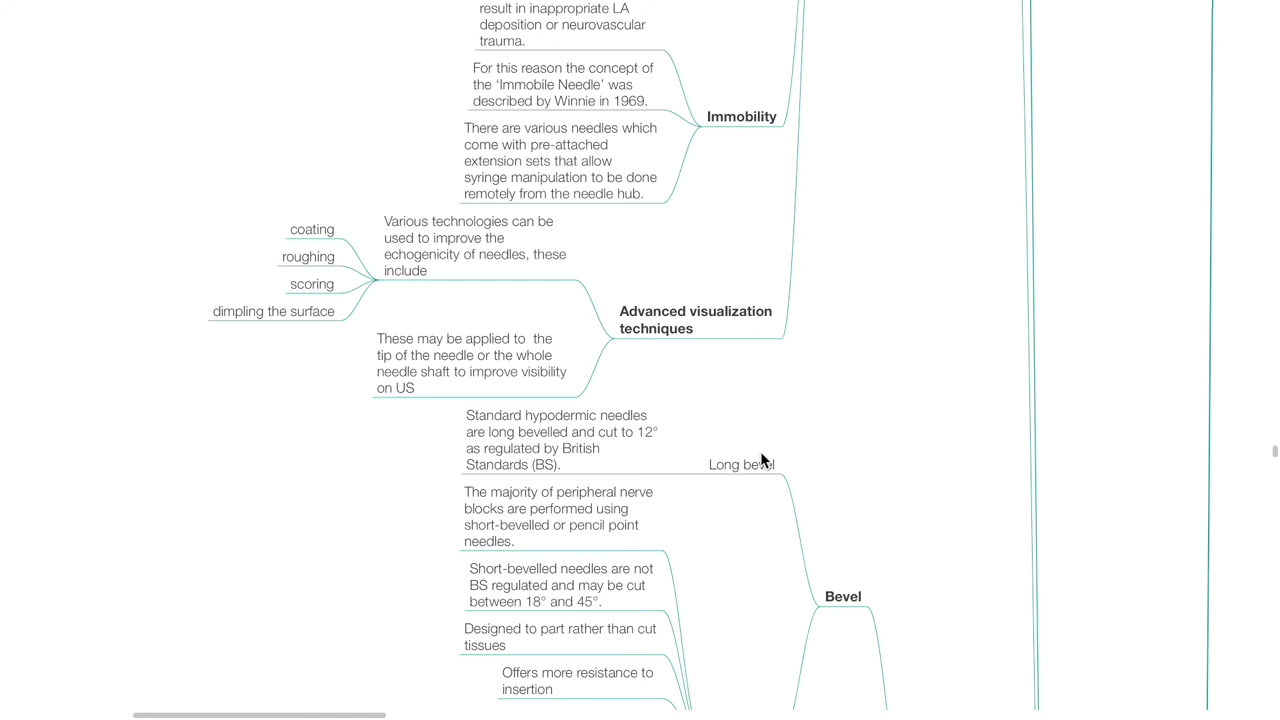 result in inappropriate LA
deposition or neurovascular
trauma.
For this reason the concept of
the ‘Immobile Needle’ was
described by Winnie in 1969.
Immobility
There are various needles which
come with pre-attached
extension sets that allow
syringe manipulation to be done
remotely from the needle hub.
Various technologies can be
used to improve the
echogenicity of needles, these
include
coating
roughing
scoring
dimpling the surface
Advanced visualization
techniques
These may be applied to  the
tip of the needle or the whole
needle shaft to improve visibility
on US
Standard hypodermic needles
are long bevelled and cut to 12°
as regulated by British
Standards (BS).
Long bevel
The majority of peripheral nerve
blocks are performed using
short-bevelled or pencil point
needles.
Short-bevelled needles are not
BS regulated and may be cut
between 18° and 45°.
Bevel
Designed to part rather than cut
tissues
Offers more resistance to
insertion